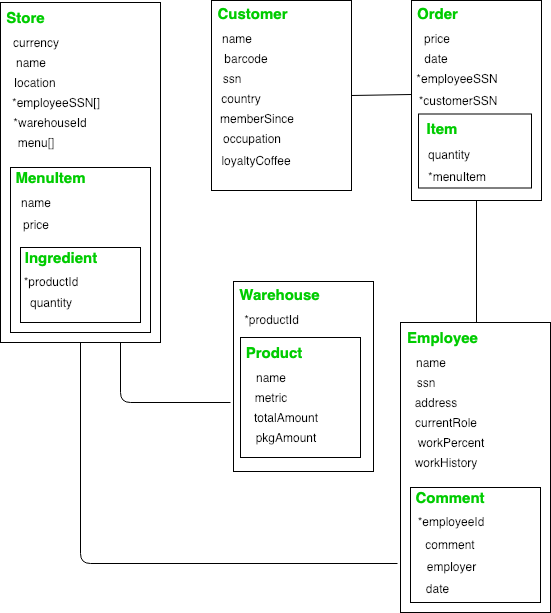 Store
currency
name
location
*employeeSSN[]
*warehouseId
menu[]
MenuItem
name
price
Ingredient
*productId
quantity
Customer
name
barcode
ssn
country
memberSince
occupation
loyaltyCoffee
Order
price
date
*employeeSSN
*customerSSN
Item
quantity
*menuItem
Warehouse
*productId
Product
name
metric
totalAmount
pkgAmount
Employee
name
ssn
address
currentRole
workPercent
workHistory
Comment
*employeeId
comment
employer
date